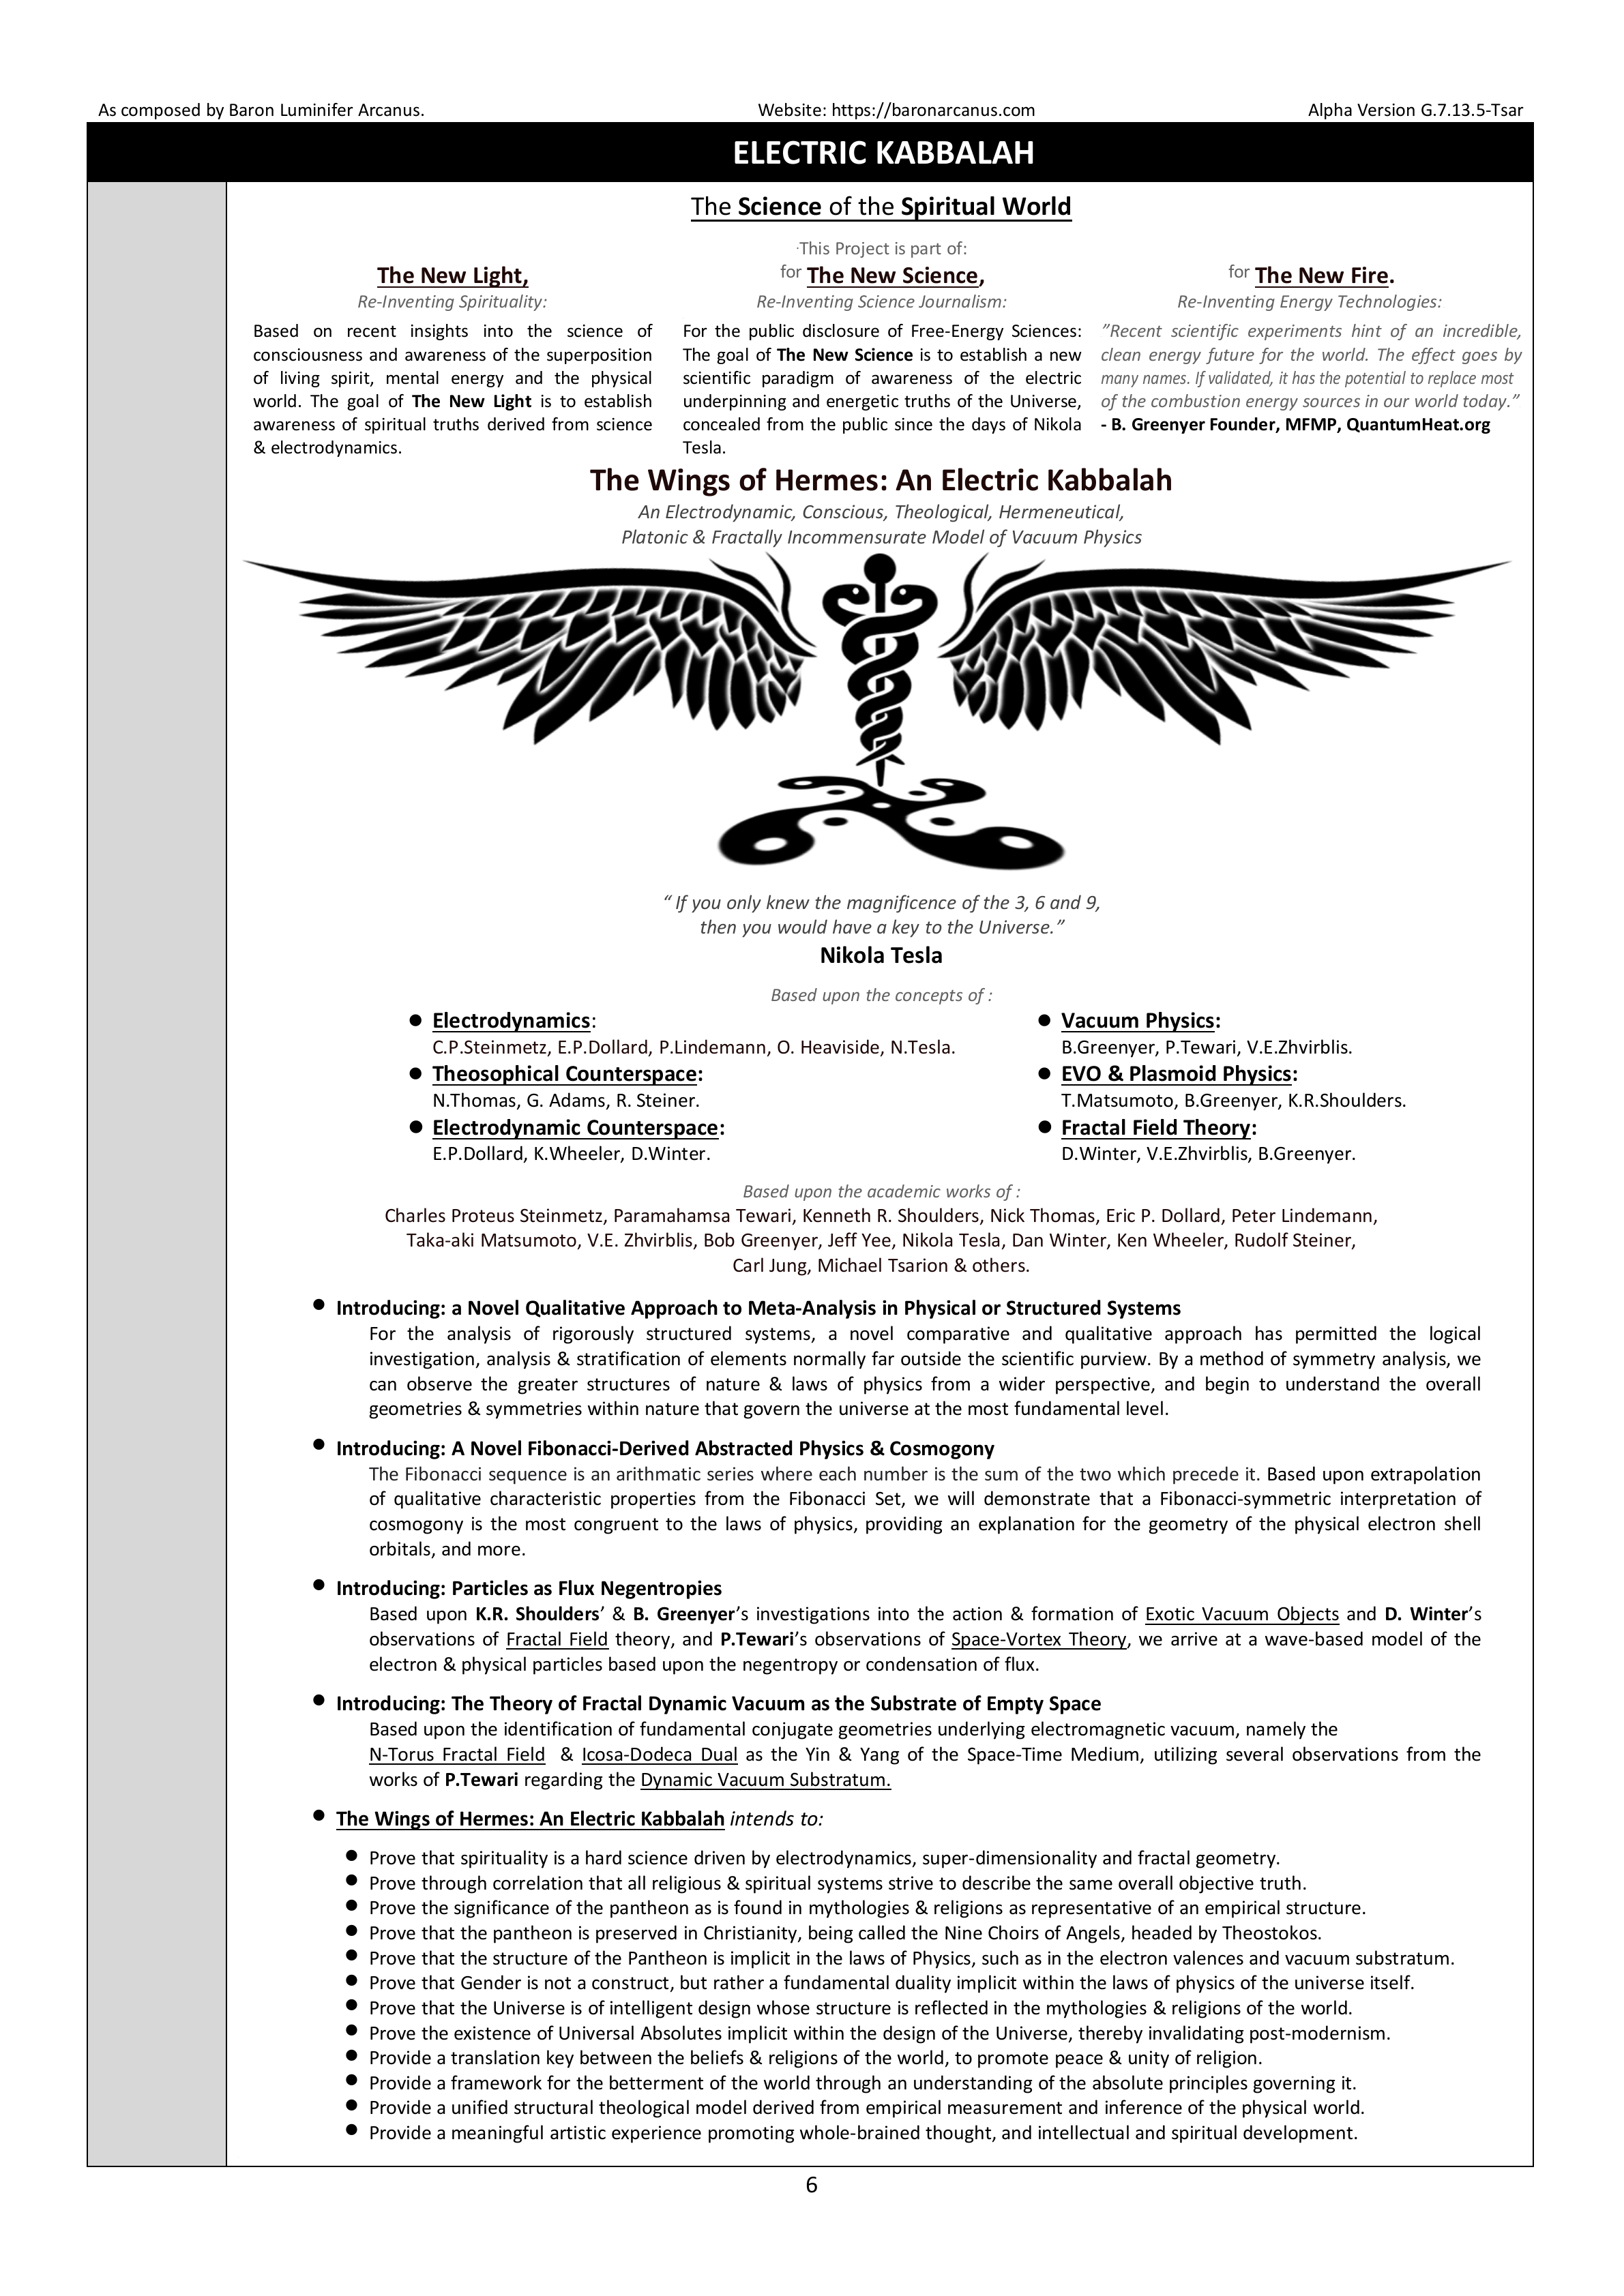 As composed by Baron Luminifer Arcanus.
Website: https://baronarcanus.com
Alpha Version G.7.13.5-Tsar
ELECTRIC KABBALAH
The Science of the Spiritual World
This Project is part of:
The New Light,
Re-Inventing Spirituality:
Based on recent insights into the science of
consciousness and awareness of the superposition
of living spirit, mental energy and the physical
world. The goal of The New Light is to establish
awareness of spiritual truths derived from science
& electrodynamics.
for The New Science,
Re-Inventing Science Journalism:
For the public disclosure of Free-Energy Sciences:
The goal of The New Science is to establish a new
scientific paradigm of awareness of the electric
underpinning and energetic truths of the Universe,
concealed from the public since the days of Nikola
Tesla.
for The New Fire.
Re-Inventing Energy Technologies:
”Recent scientific experiments hint of an incredible,
clean energy future for the world. The effect goes by
many names. If validated, it has the potential to replace most
of the combustion energy sources in our world today.”
- B. Greenyer Founder, MFMP, QuantumHeat.org
The Wings of Hermes: An Electric Kabbalah
An Electrodynamic, Conscious, Theological, Hermeneutical,
Platonic & Fractally Incommensurate Model of Vacuum Physics
“ If you only knew the magnificence of the 3, 6 and 9,
then you would have a key to the Universe.”
Nikola Tesla
Based upon the concepts of :
● Electrodynamics:
C.P.Steinmetz, E.P.Dollard, P.Lindemann, O. Heaviside, N.Tesla.
● Theosophical Counterspace:
N.Thomas, G. Adams, R. Steiner.
● Electrodynamic Counterspace:
E.P.Dollard, K.Wheeler, D.Winter.
● Vacuum Physics:
B.Greenyer, P.Tewari, V.E.Zhvirblis.
● EVO & Plasmoid Physics:
T.Matsumoto, B.Greenyer, K.R.Shoulders.
● Fractal Field Theory:
D.Winter, V.E.Zhvirblis, B.Greenyer.
Based upon the academic works of :
Charles Proteus Steinmetz, Paramahamsa Tewari, Kenneth R. Shoulders, Nick Thomas, Eric P. Dollard, Peter Lindemann,
Taka-aki Matsumoto, V.E. Zhvirblis, Bob Greenyer, Jeff Yee, Nikola Tesla, Dan Winter, Ken Wheeler, Rudolf Steiner,
Carl Jung, Michael Tsarion & others.
● Introducing: a Novel Qualitative Approach to Meta-Analysis in Physical or Structured Systems
For the analysis of rigorously structured systems, a novel comparative and qualitative approach has permitted the logical
investigation, analysis & stratification of elements normally far outside the scientific purview. By a method of symmetry analysis, we
can observe the greater structures of nature & laws of physics from a wider perspective, and begin to understand the overall
geometries & symmetries within nature that govern the universe at the most fundamental level.
● Introducing: A Novel Fibonacci-Derived Abstracted Physics & Cosmogony
The Fibonacci sequence is an arithmatic series where each number is the sum of the two which precede it. Based upon extrapolation
of qualitative characteristic properties from the Fibonacci Set, we will demonstrate that a Fibonacci-symmetric interpretation of
cosmogony is the most congruent to the laws of physics, providing an explanation for the geometry of the physical electron shell
orbitals, and more.
● Introducing: Particles as Flux Negentropies
Based upon K.R. Shoulders’ & B. Greenyer’s investigations into the action & formation of Exotic Vacuum Objects and D. Winter’s
observations of Fractal Field theory, and P.Tewari’s observations of Space-Vortex Theory, we arrive at a wave-based model of the
electron & physical particles based upon the negentropy or condensation of flux.
● Introducing: The Theory of Fractal Dynamic Vacuum as the Substrate of Empty Space
Based upon the identification of fundamental conjugate geometries underlying electromagnetic vacuum, namely the
N-Torus Fractal Field & Icosa-Dodeca Dual as the Yin & Yang of the Space-Time Medium, utilizing several observations from the
works of P.Tewari regarding the Dynamic Vacuum Substratum.
● The Wings of Hermes: An Electric Kabbalah intends to:
● Prove that spirituality is a hard science driven by electrodynamics, super-dimensionality and fractal geometry.
● Prove through correlation that all religious & spiritual systems strive to describe the same overall objective truth.
● Prove the significance of the pantheon as is found in mythologies & religions as representative of an empirical structure.
● Prove that the pantheon is preserved in Christianity, being called the Nine Choirs of Angels, headed by Theostokos.
● Prove that the structure of the Pantheon is implicit in the laws of Physics, such as in the electron valences and vacuum substratum.
● Prove that Gender is not a construct, but rather a fundamental duality implicit within the laws of physics of the universe itself.
● Prove that the Universe is of intelligent design whose structure is reflected in the mythologies & religions of the world.
● Prove the existence of Universal Absolutes implicit within the design of the Universe, thereby invalidating post-modernism.
● Provide a translation key between the beliefs & religions of the world, to promote peace & unity of religion.
● Provide a framework for the betterment of the world through an understanding of the absolute principles governing it.
● Provide a unified structural theological model derived from empirical measurement and inference of the physical world.
● Provide a meaningful artistic experience promoting whole-brained thought, and intellectual and spiritual development.
6